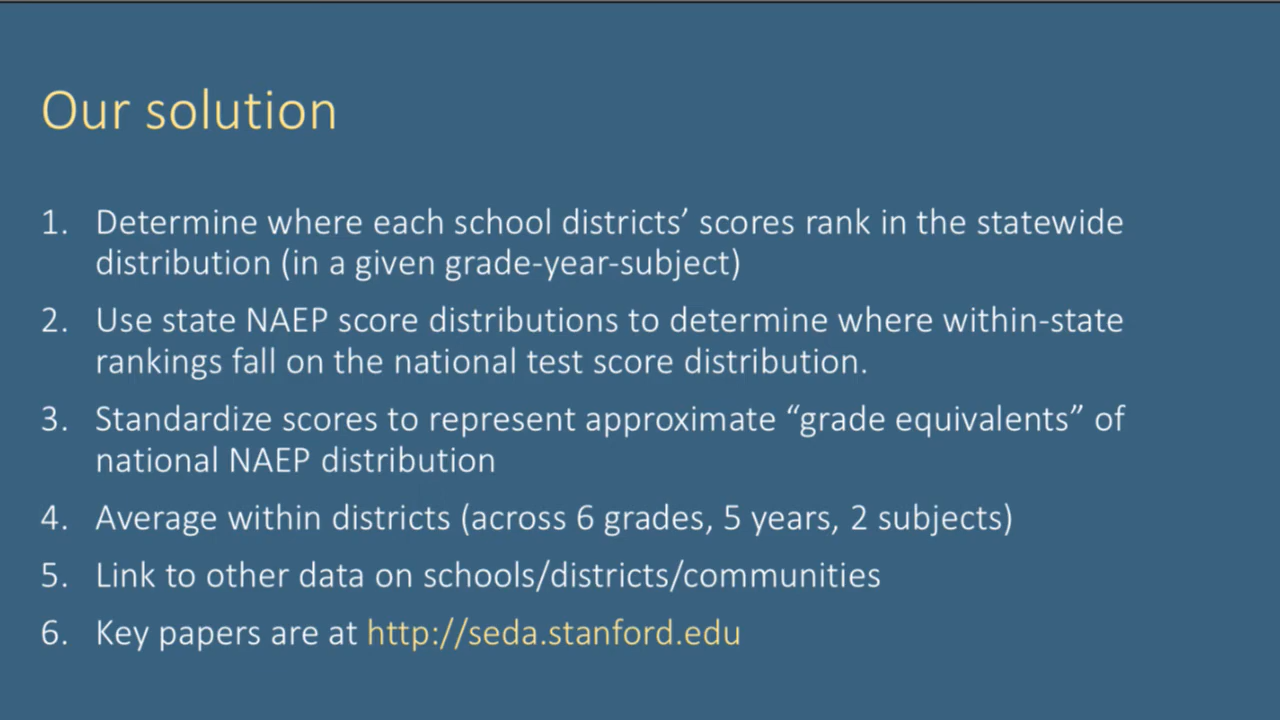 Our solution
1. Determine where each school districts’ scores rank in the statewide
distribution (in a given grade-year-subject)
2. Use state NAEP score distributions to determine where within-state
rankings fall on the national test score distribution.
3. Standardize scores to represent approximate “grade equivalents” of
national NAEP distribution
4. Average within districts (across 6 grades, 5 years, 2 subjects)
5. Link to other data on schools/districts/communities
6. Key papers are at http://seda.stanford.edu